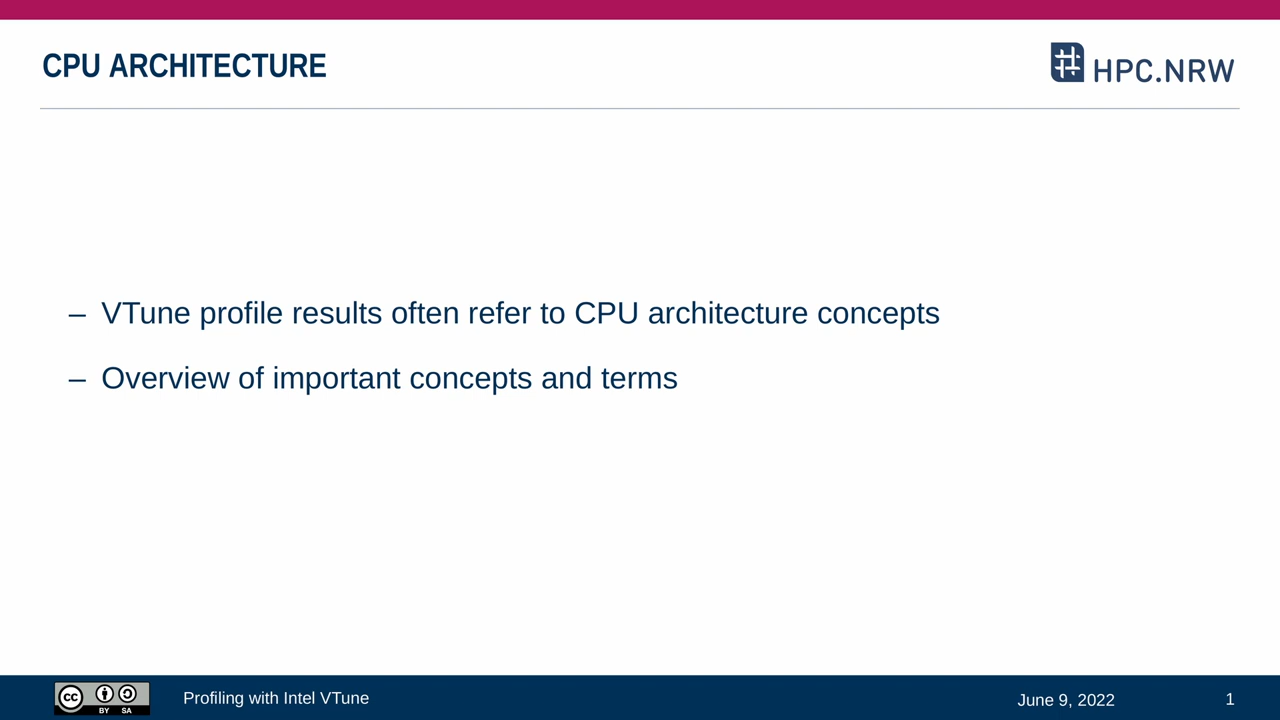 CPU ARCHITECTURE
HPC.NRW
– VTune profile results often refer to CPU architecture concepts
– Overview of important concepts and terms
cc
BY SA
Profiling with Intel VTune
June 9, 2022
1